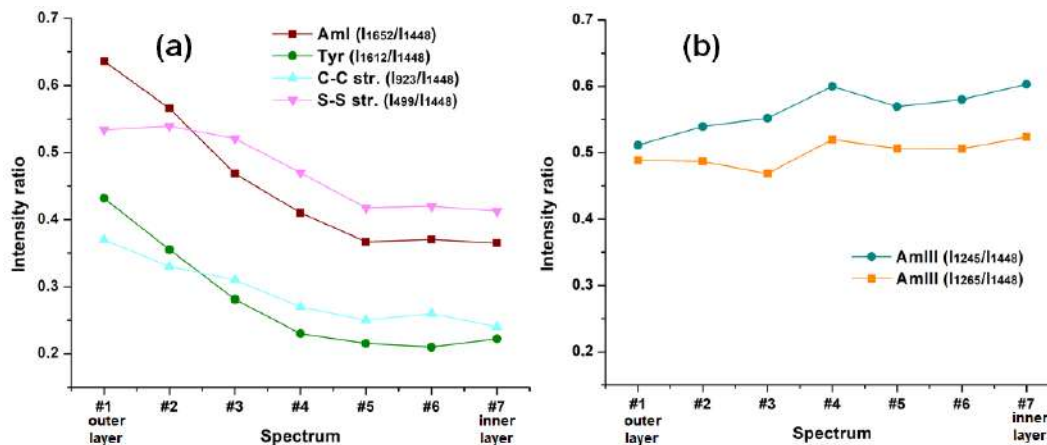 (a)
AmI (I1652/I1448)
Tyr (I1612/I1448)
C-C str. (I923/I1448)
S-S str. (I499/I1448)
Intensity ratio
0.7
0.6
0.5
0.4
0.3
0.2
#1 #2 #3 #4 #5 #6 #7
outer layer
inner layer
Spectrum
(b)
AmIII (I1245/I1448)
AmIII (I1265/I1448)
Intensity ratio
0.7
0.6
0.5
0.4
0.3
0.2
#1 #2 #3 #4 #5 #6 #7
outer layer
inner layer
Spectrum